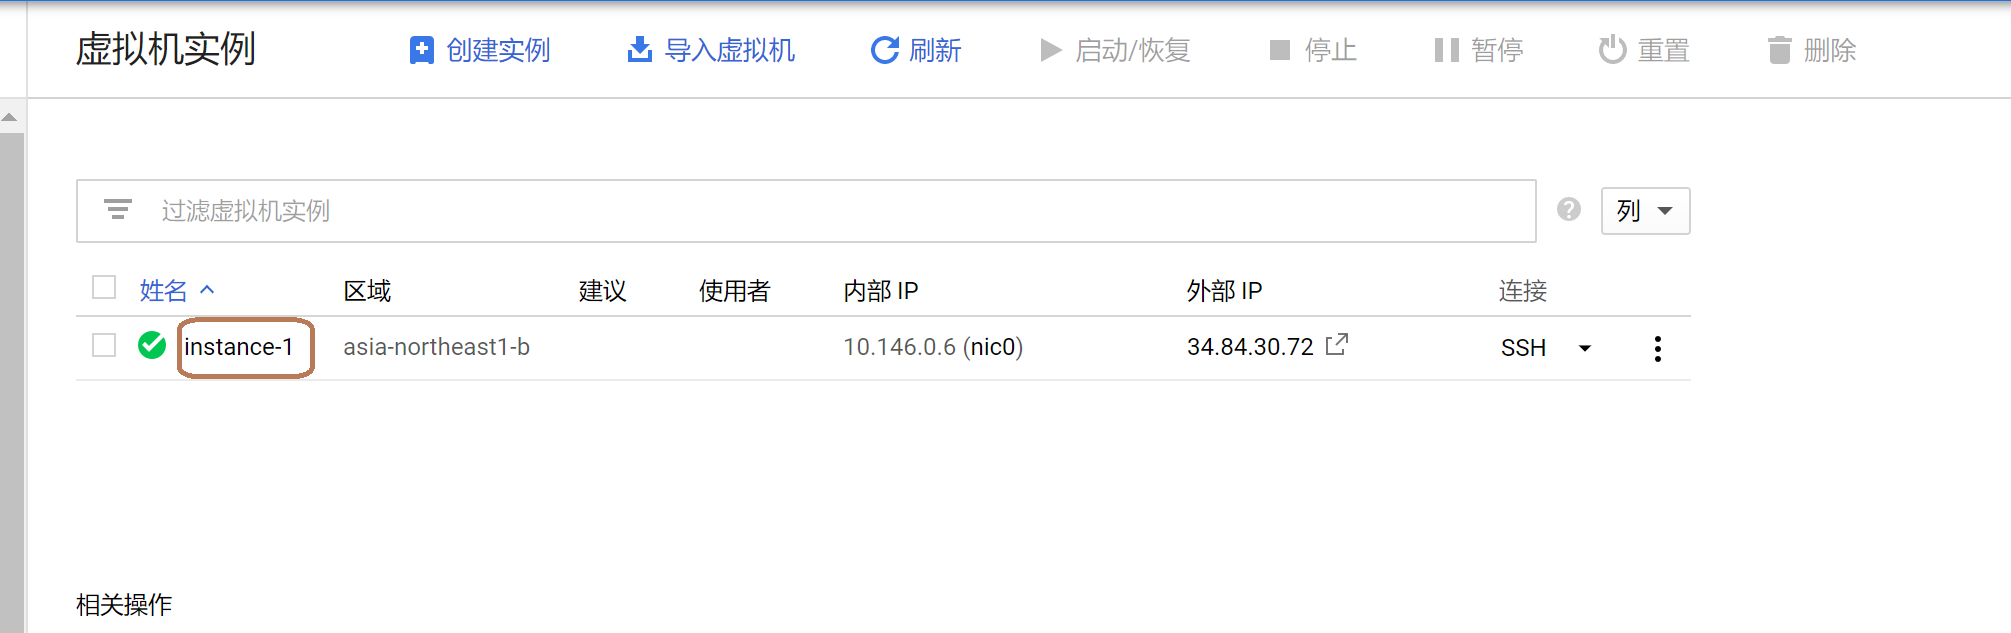 虚拟机实例 创建实例 导入虚拟机 刷新 启动/恢复 停止 暂停 重置 删除
过滤虚拟机实例 ? 列
姓名 区域 建议 使用者 内部 IP 外部 IP 连接
instance-1 asia-northeast1-b 10.146.0.6 (nic0) 34.84.30.72 SSH
相关操作